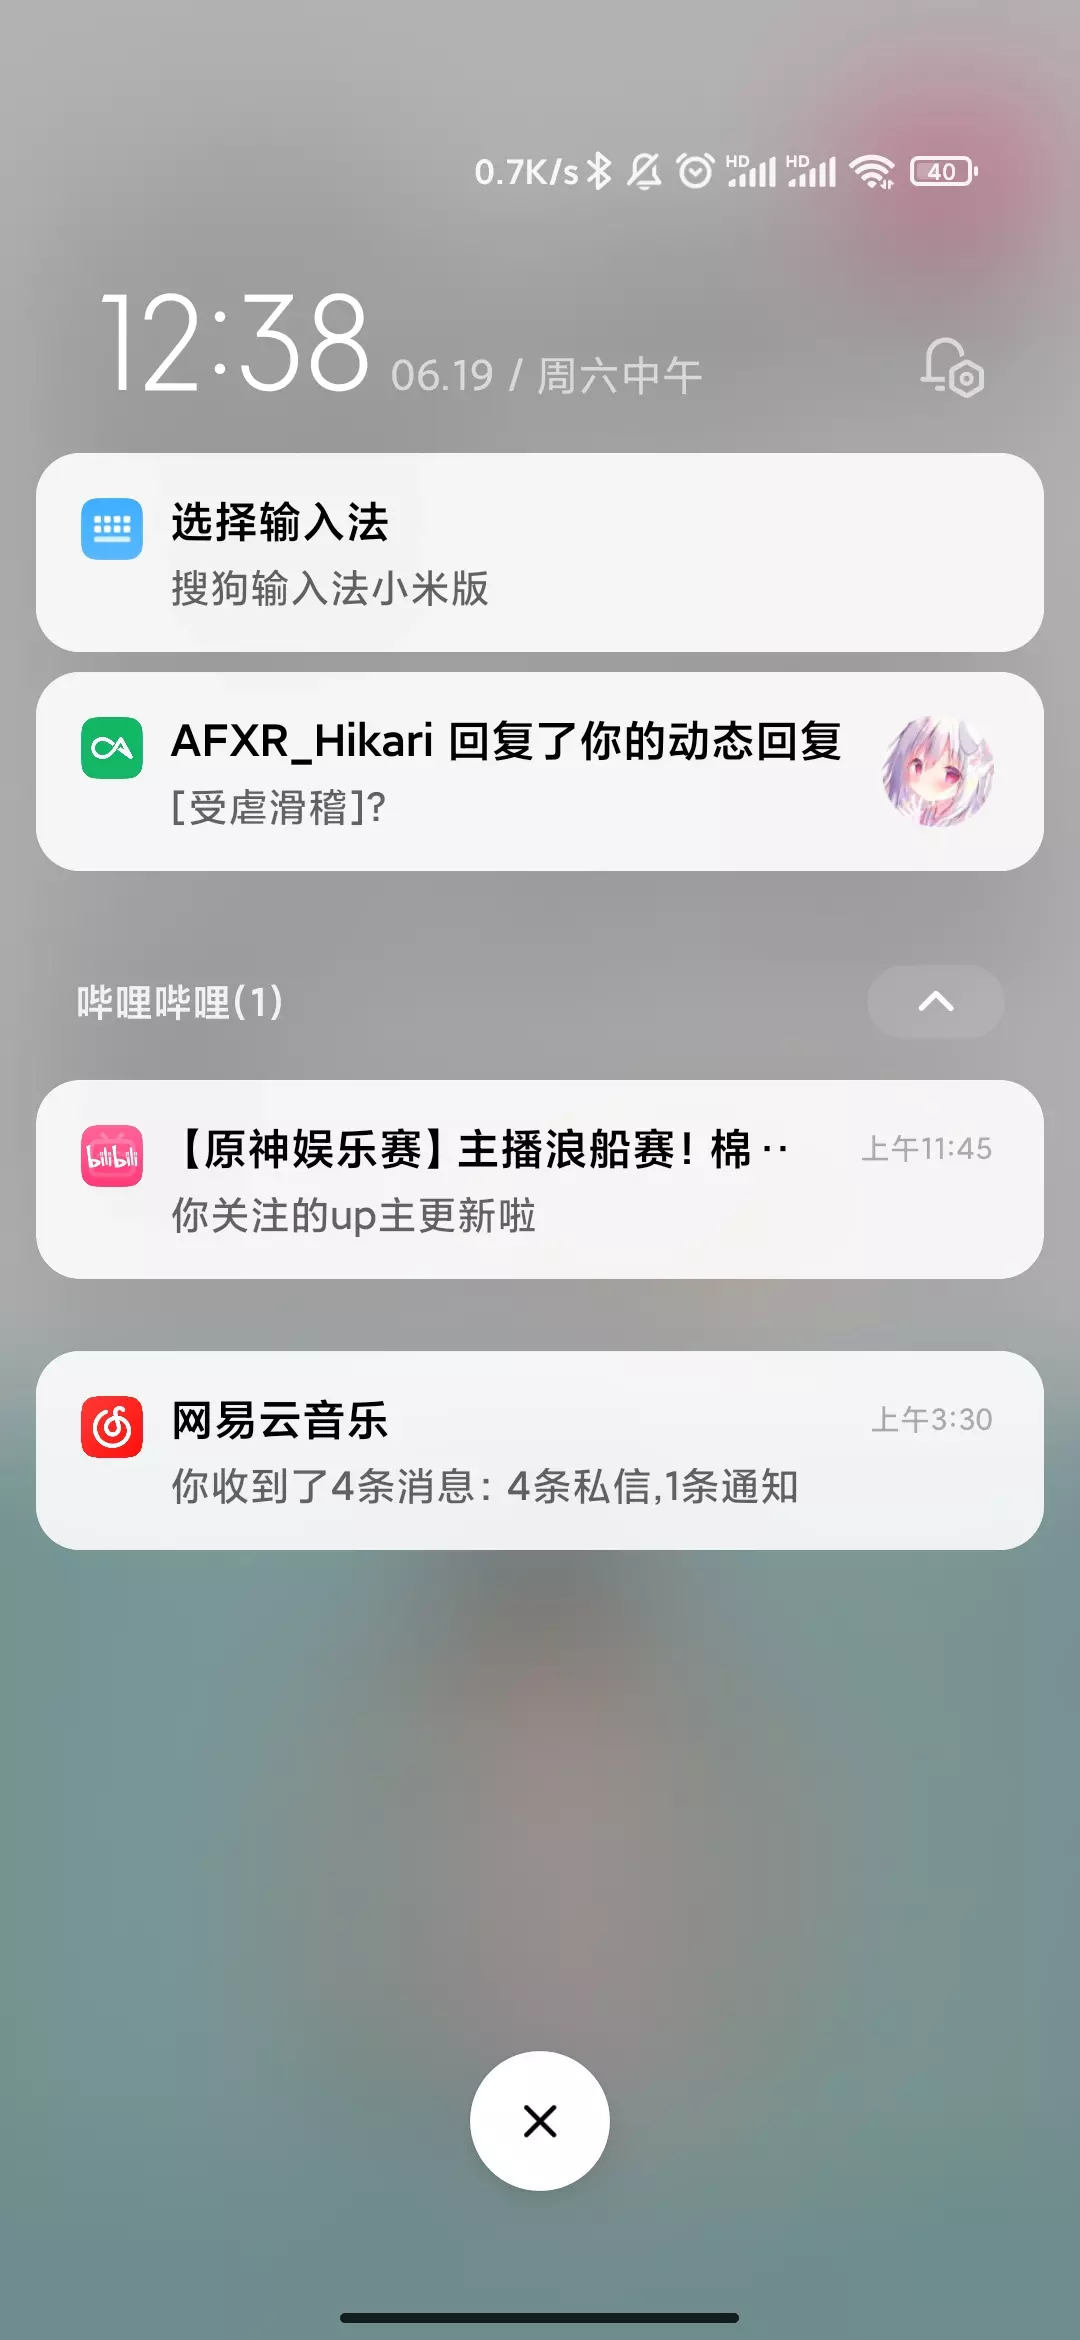 0.7K/s HD HD 40
12:38 06.19 / 周六中午
选择输入法
搜狗输入法小米版
AFXR_Hikari 回复了你的动态回复
[受虐滑稽]?
哔哩哔哩(1)
bilibili 【原神娱乐赛】主播浪船赛！棉 ·· 上午11:45
你关注的up主更新啦
网易云音乐 上午3:30
你收到了4条消息：4条私信,1条通知